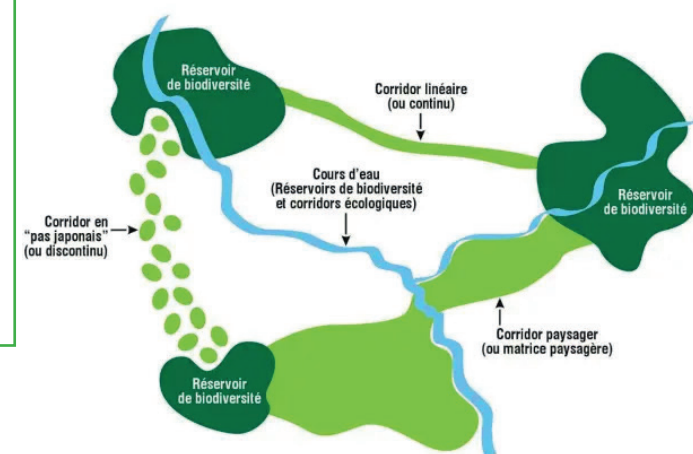 Réservoir
de biodiversité
Corridor linéaire
(ou continu)
Cours d'eau
(Réservoirs de biodiversité
et corridors écologiques)
Réservoir
de biodiversité
Corridor en
"pas japonais"
(ou discontinu)
Corridor paysager
(ou matrice paysagère)
Réservoir
de biodiversité